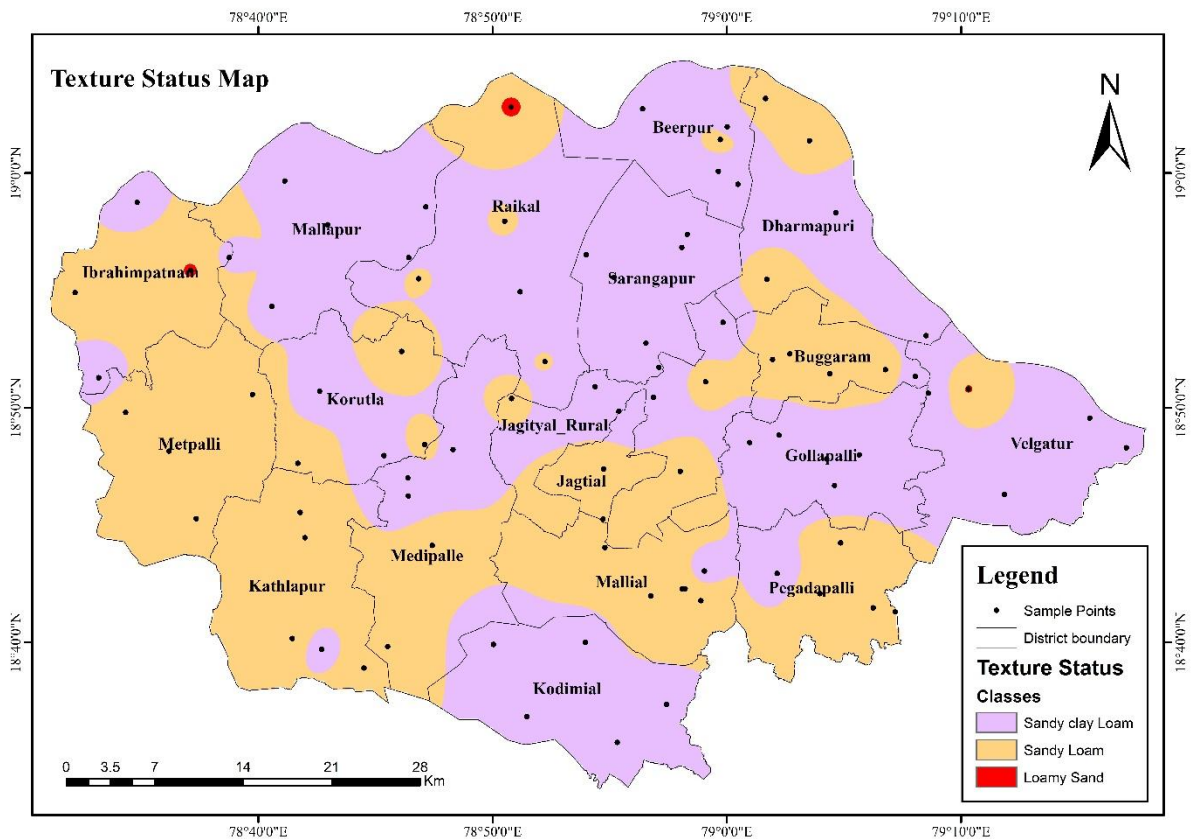 78°40'0"E 78°50'0"E 79°0'0"E 79°10'0"E
Texture Status Map
N
19°0'0"N
19°0'0"N
18°50'0"N
18°50'0"N
18°40'0"N
18°40'0"N
Beerpur
Raikal
Mallapur
Dharmapuri
Ibrahimpatnam
Sarangapur
Buggaram
Korutla
Jagityal_Rural
Metpalli
Gollapalli
Velgatur
Jagtial
Medipalle
Mallial
Kathlapur
Pegadapalli
Kodimial
Legend
Sample Points
District boundary
Texture Status
Classes
Sandy clay Loam
Sandy Loam
Loamy Sand
0 3.5 7 14 21 28
Km
78°40'0"E 78°50'0"E 79°0'0"E 79°10'0"E